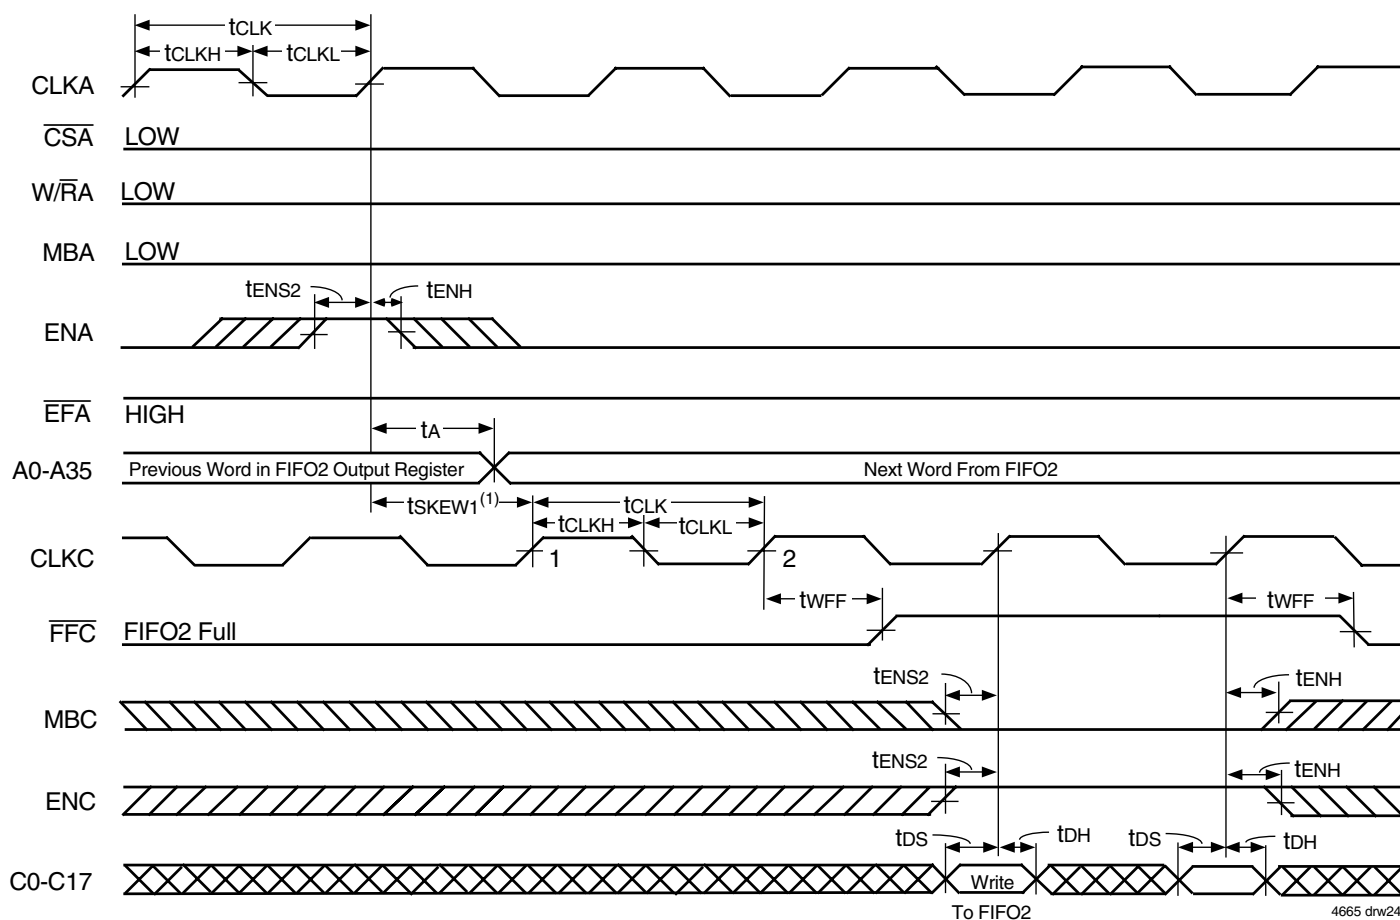 tCLK
tCLKH
tCLKL
CLKA
CSA
LOW
W/RA
LOW
MBA
LOW
tENS2
tENH
ENA
EFA
HIGH
tA
A0-A35
Previous Word in FIFO2 Output Register
Next Word From FIFO2
tSKEW1(1)
tCLK
tCLKH
tCLKL
CLKC
1
2
tWFF
tWFF
FFC
FIFO2 Full
tENS2
tENH
MBC
tENS2
tENH
ENC
tDS
tDH
tDS
tDH
C0-C17
Write
To FIFO2
4665 drw24